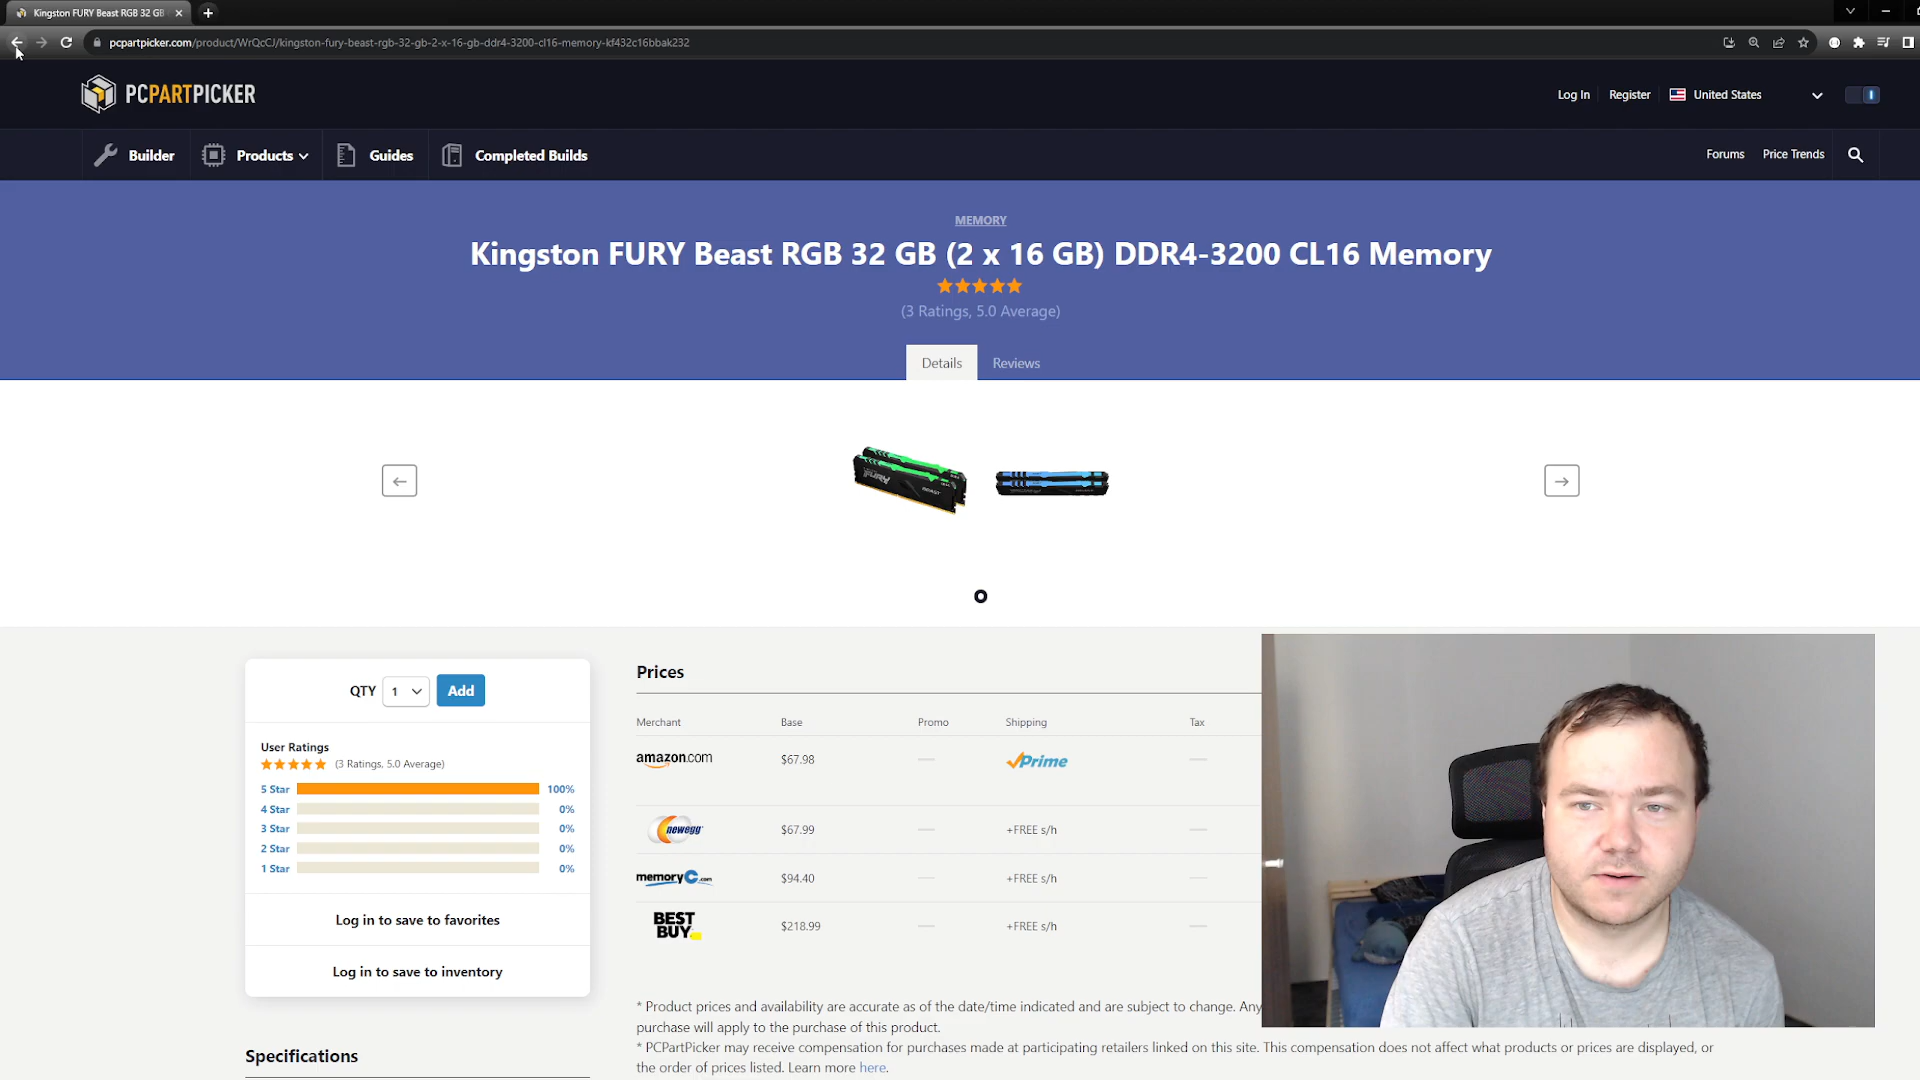 Kingston FURY Beast RGB 32 GB
pcpartpicker.com/product/WrQcCJ/kingston-fury-beast-rgb-32-gb-2-x-16-gb-ddr4-3200-cl16-memory-kf432c16bbak232
PCPARTPICKER
Log In
Register
United States
Builder
Products
Guides
Completed Builds
Forums
Price Trends
MEMORY
Kingston FURY Beast RGB 32 GB (2 x 16 GB) DDR4-3200 CL16 Memory
(3 Ratings, 5.0 Average)
Details
Reviews
FURY
BEAST
QTY 1 Add
User Ratings
(3 Ratings, 5.0 Average)
5 Star 100%
4 Star 0%
3 Star 0%
2 Star 0%
1 Star 0%
Log in to save to favorites
Log in to save to inventory
Specifications
Prices
Merchant Base Promo Shipping Tax
amazon.com $67.98 — Prime —
newegg $67.99 — +FREE s/h —
memoryC.com $94.40 — +FREE s/h —
BEST BUY $218.99 — +FREE s/h —
* Product prices and availability are accurate as of the date/time indicated and are subject to change. Any
purchase will apply to the purchase of this product.
* PCPartPicker may receive compensation for purchases made at participating retailers linked on this site. This compensation does not affect what products or prices are displayed, or
the order of prices listed. Learn more here.